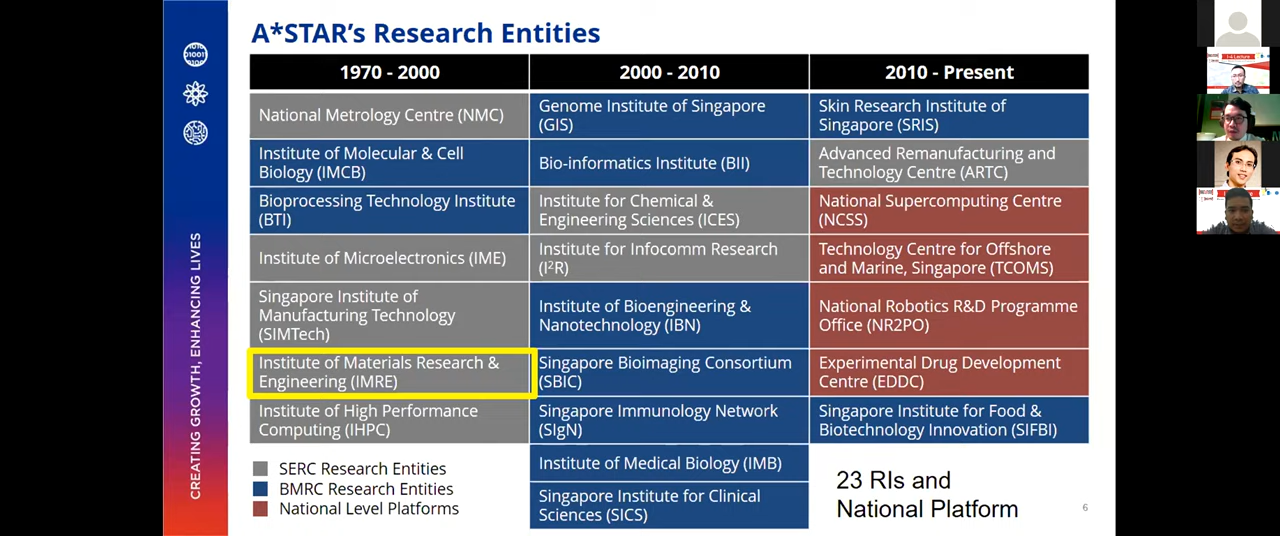 A*STAR's Research Entities
1970 - 2000
2000 - 2010
2010 - Present
National Metrology Centre (NMC)
Genome Institute of Singapore
(GIS)
Skin Research Institute of
Singapore (SRIS)
Institute of Molecular & Cell
Biology (IMCB)
Bio-informatics Institute (BII)
Advanced Remanufacturing and
Technology Centre (ARTC)
Bioprocessing Technology Institute
(BTI)
Institute for Chemical &
Engineering Sciences (ICES)
National Supercomputing Centre
(NCSS)
Institute of Microelectronics (IME)
Institute for Infocomm Research
(I²R)
Technology Centre for Offshore
and Marine, Singapore (TCOMS)
Singapore Institute of
Manufacturing Technology
(SIMTech)
Institute of Bioengineering &
Nanotechnology (IBN)
National Robotics R&D Programme
Office (NR2PO)
Institute of Materials Research &
Engineering (IMRE)
Singapore Bioimaging Consortium
(SBIC)
Experimental Drug Development
Centre (EDDC)
Institute of High Performance
Computing (IHPC)
Singapore Immunology Network
(SIgN)
Singapore Institute for Food &
Biotechnology Innovation (SIFBI)
Institute of Medical Biology (IMB)
Singapore Institute for Clinical
Sciences (SICS)
SERC Research Entities
BMRC Research Entities
National Level Platforms
23 RIs and
National Platform
6
CREATING GROWTH, ENHANCING LIVES